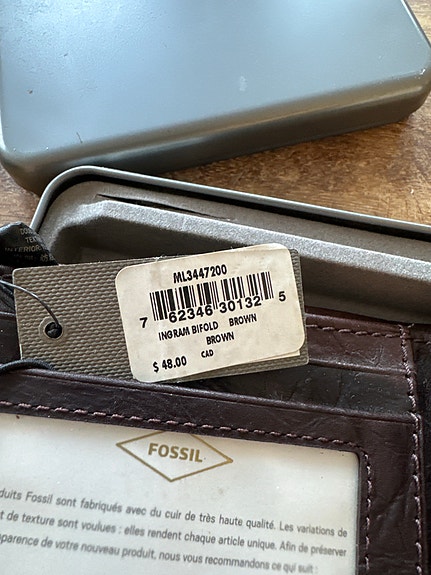 ML3447200
7 62346 30132 5
INGRAM BIFOLD BROWN
BROWN
$ 48.00 CAD
FOSSIL
duits Fossil sont fabriqués avec du cuir de très haute qualité. Les variations de
t de texture sont voulues : elles rendent chaque article unique. Afin de préserver
parence de votre nouveau produit, nous vous recommandons ce qui suit :